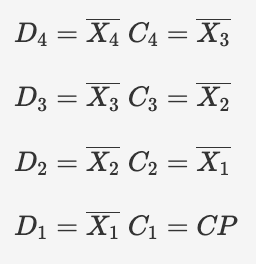 D₄ = X̅₄ C₄ = X̅₃
D₃ = X̅₃ C₃ = X̅₂
D₂ = X̅₂ C₂ = X̅₁
D₁ = X̅₁ C₁ = CP